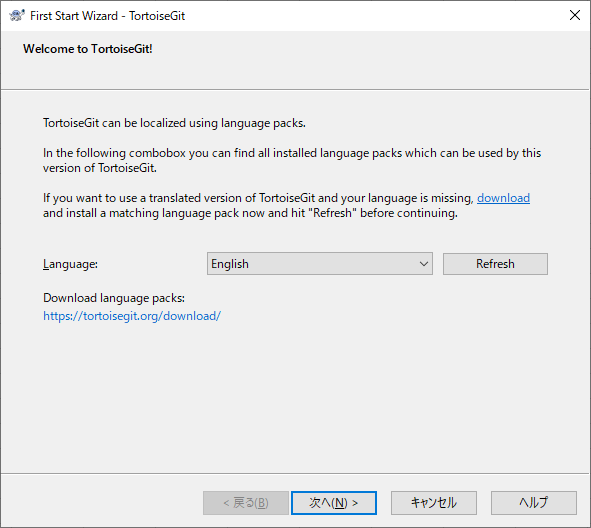 First Start Wizard - TortoiseGit
Welcome to TortoiseGit!
TortoiseGit can be localized using language packs.
In the following combobox you can find all installed language packs which can be used by this
version of TortoiseGit.
If you want to use a translated version of TortoiseGit and your language is missing, download
and install a matching language pack now and hit "Refresh" before continuing.
Language: English Refresh
Download language packs:
https://tortoisegit.org/download/
< 戻る(B) 次へ(N) > キャンセル ヘルプ